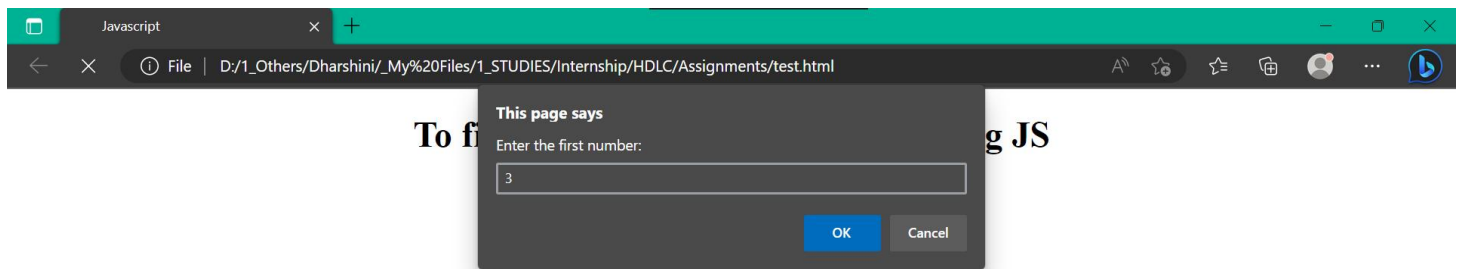 Javascript
File | D:/1_Others/Dharshini/_My%20Files/1_STUDIES/Internship/HDLC/Assignments/test.html
This page says
To fi g JS
Enter the first number:
3
OK Cancel